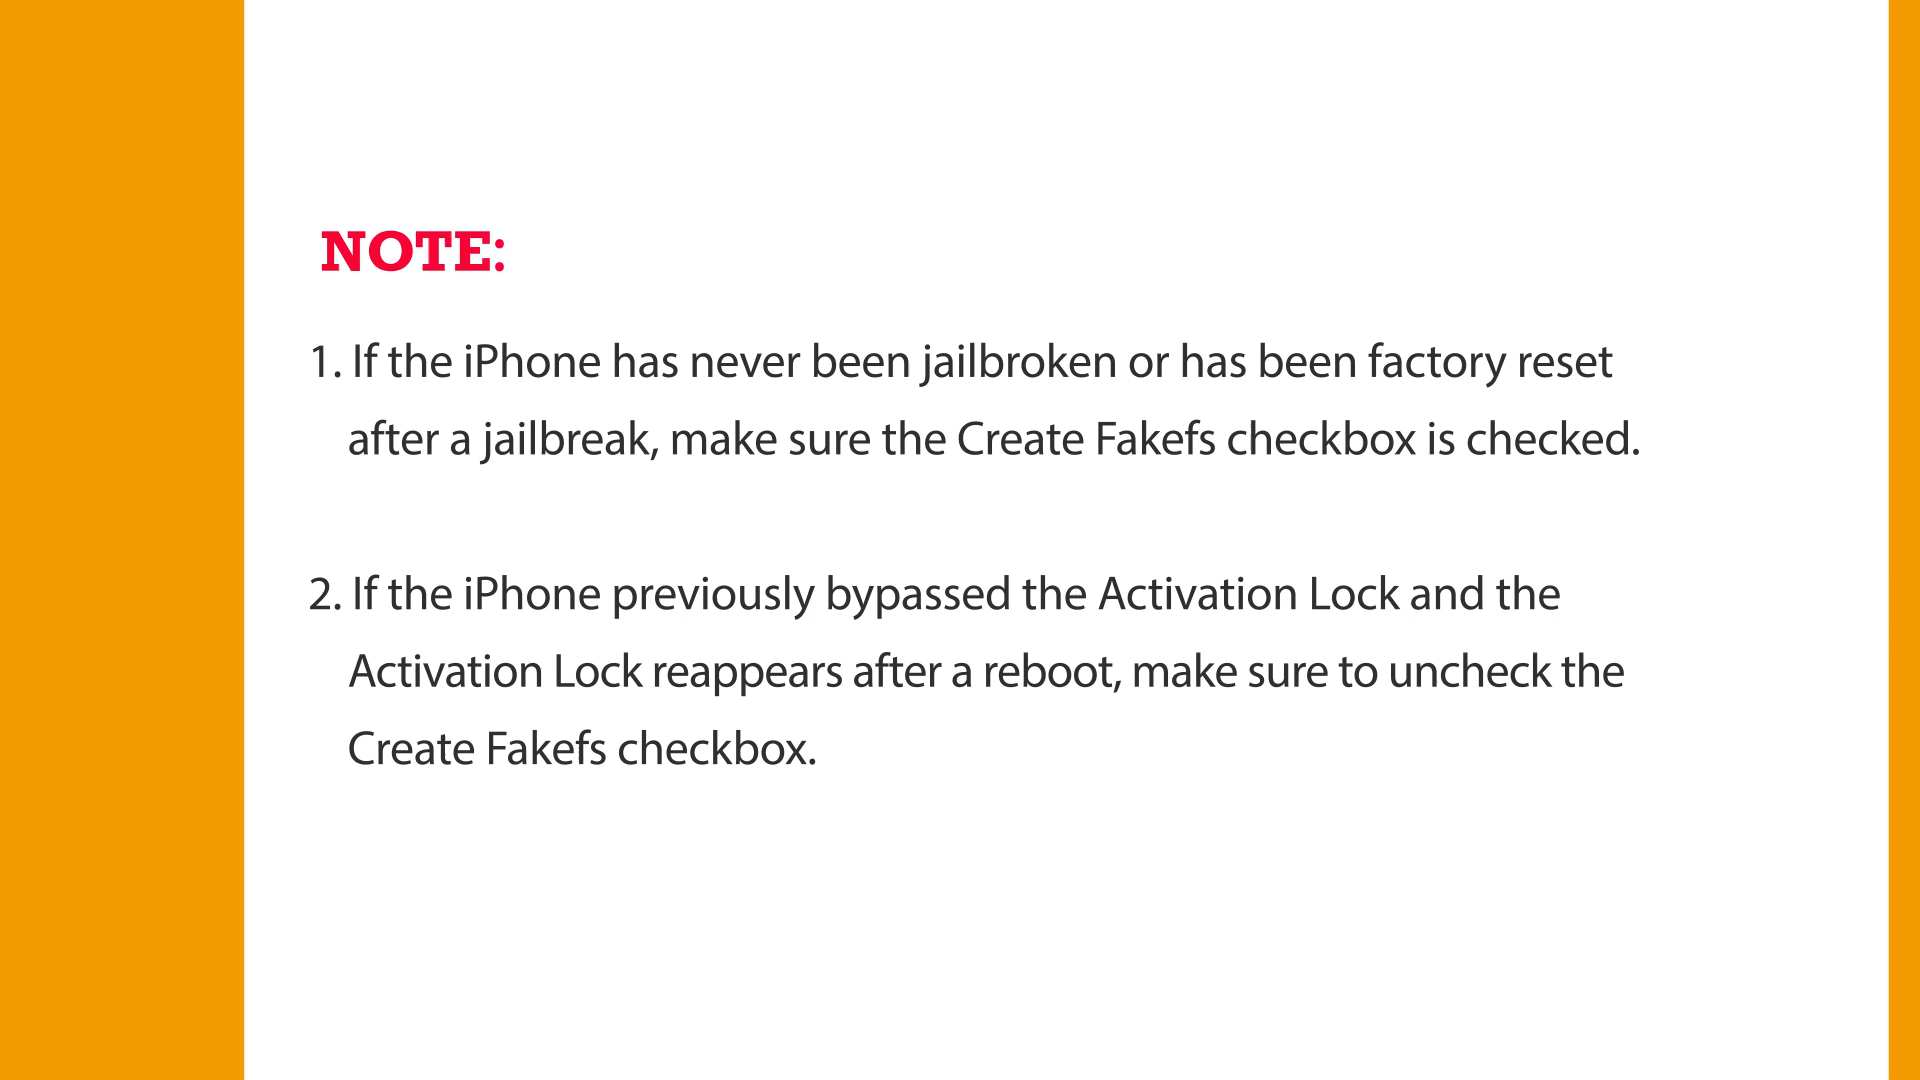 NOTE:
1. If the iPhone has never been jailbroken or has been factory reset
after a jailbreak, make sure the Create Fakefs checkbox is checked.
2. If the iPhone previously bypassed the Activation Lock and the
Activation Lock reappears after a reboot, make sure to uncheck the
Create Fakefs checkbox.